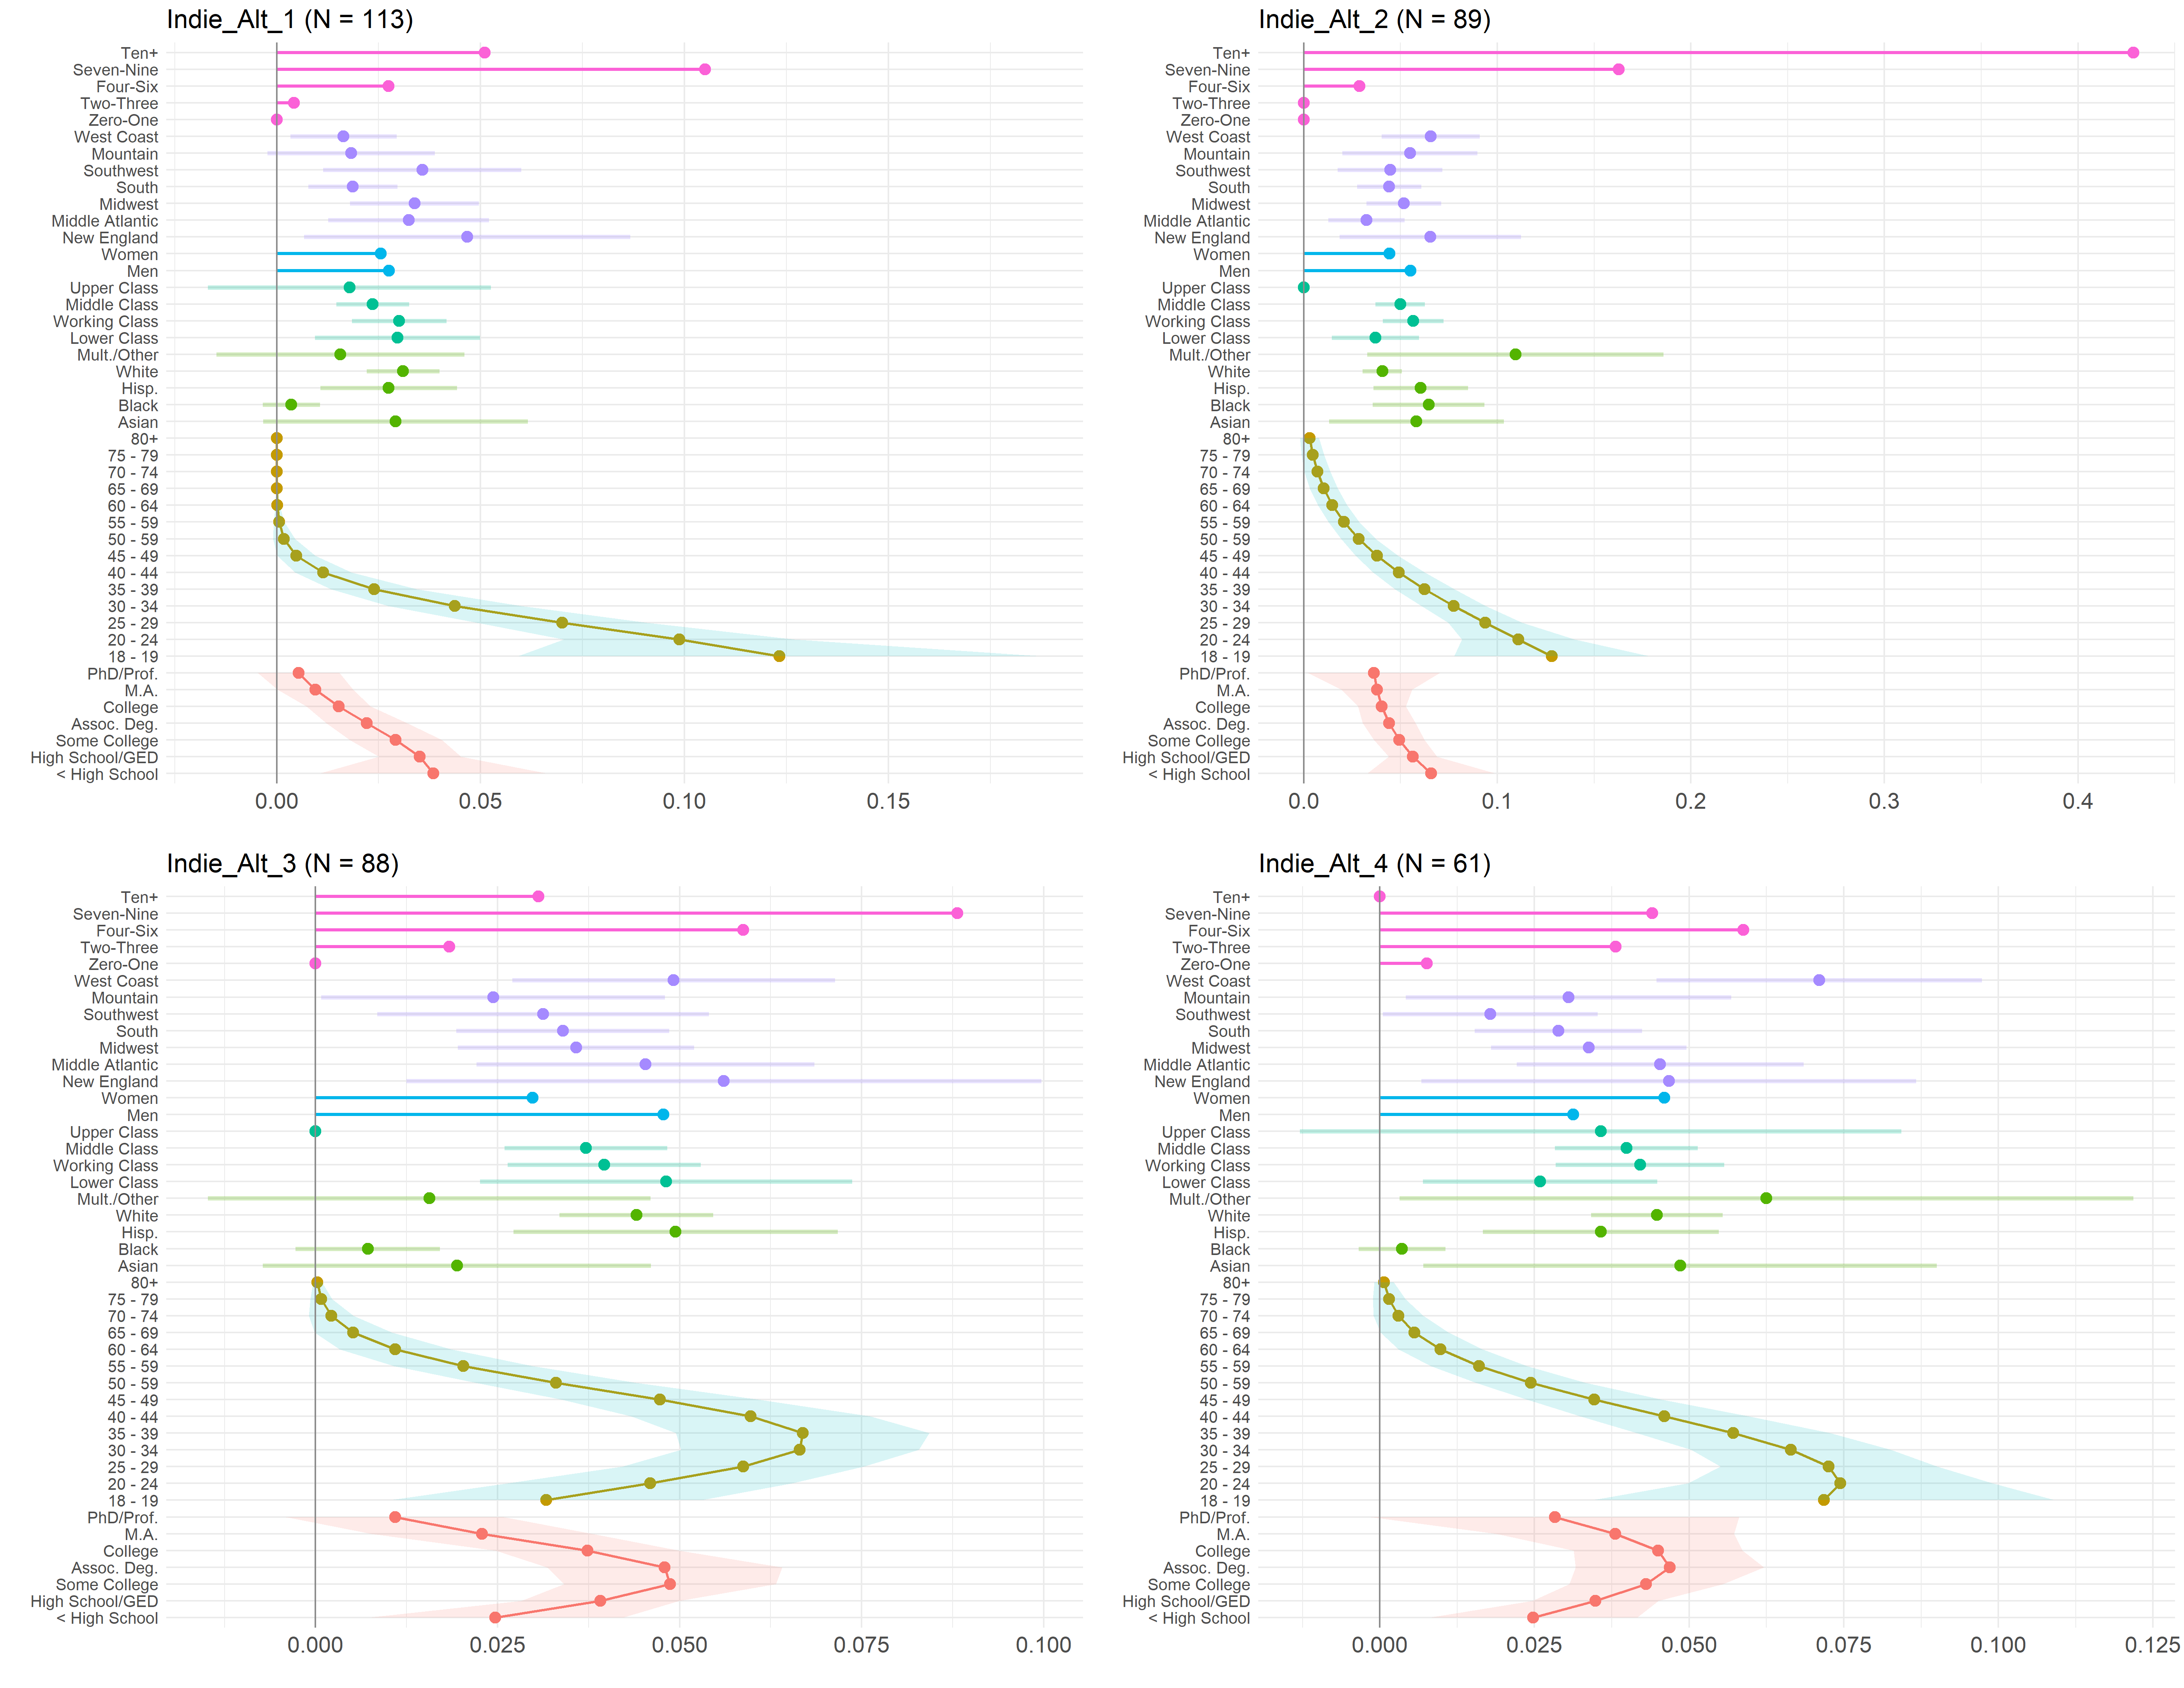 Indie_Alt_1 (N = 113)
Ten+
Seven-Nine
Four-Six
Two-Three
Zero-One
West Coast
Mountain
Southwest
South
Midwest
Middle Atlantic
New England
Women
Men
Upper Class
Middle Class
Working Class
Lower Class
Mult./Other
White
Hisp.
Black
Asian
80+
75 - 79
70 - 74
65 - 69
60 - 64
55 - 59
50 - 59
45 - 49
40 - 44
35 - 39
30 - 34
25 - 29
20 - 24
18 - 19
PhD/Prof.
M.A.
College
Assoc. Deg.
Some College
High School/GED
< High School
0.00 0.05 0.10 0.15
Indie_Alt_2 (N = 89)
Ten+
Seven-Nine
Four-Six
Two-Three
Zero-One
West Coast
Mountain
Southwest
South
Midwest
Middle Atlantic
New England
Women
Men
Upper Class
Middle Class
Working Class
Lower Class
Mult./Other
White
Hisp.
Black
Asian
80+
75 - 79
70 - 74
65 - 69
60 - 64
55 - 59
50 - 59
45 - 49
40 - 44
35 - 39
30 - 34
25 - 29
20 - 24
18 - 19
PhD/Prof.
M.A.
College
Assoc. Deg.
Some College
High School/GED
< High School
0.0 0.1 0.2 0.3 0.4
Indie_Alt_3 (N = 88)
Ten+
Seven-Nine
Four-Six
Two-Three
Zero-One
West Coast
Mountain
Southwest
South
Midwest
Middle Atlantic
New England
Women
Men
Upper Class
Middle Class
Working Class
Lower Class
Mult./Other
White
Hisp.
Black
Asian
80+
75 - 79
70 - 74
65 - 69
60 - 64
55 - 59
50 - 59
45 - 49
40 - 44
35 - 39
30 - 34
25 - 29
20 - 24
18 - 19
PhD/Prof.
M.A.
College
Assoc. Deg.
Some College
High School/GED
< High School
0.000 0.025 0.050 0.075 0.100
Indie_Alt_4 (N = 61)
Ten+
Seven-Nine
Four-Six
Two-Three
Zero-One
West Coast
Mountain
Southwest
South
Midwest
Middle Atlantic
New England
Women
Men
Upper Class
Middle Class
Working Class
Lower Class
Mult./Other
White
Hisp.
Black
Asian
80+
75 - 79
70 - 74
65 - 69
60 - 64
55 - 59
50 - 59
45 - 49
40 - 44
35 - 39
30 - 34
25 - 29
20 - 24
18 - 19
PhD/Prof.
M.A.
College
Assoc. Deg.
Some College
High School/GED
< High School
0.000 0.025 0.050 0.075 0.100 0.125